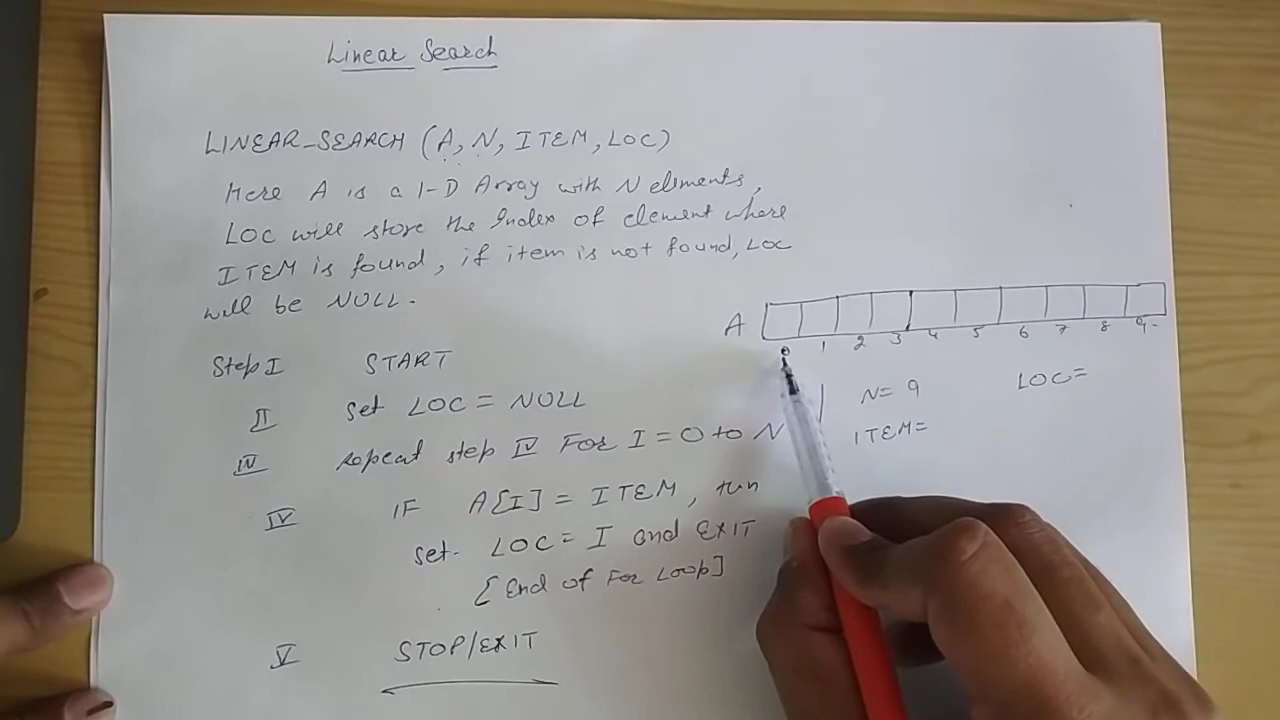 Linear Search
LINEAR_SEARCH (A, N, ITEM, LOC)
Here A is a 1-D Array with N elements,
LOC will store the Index of element where
ITEM is found, if item is not found, LOC
will be NULL.
Step I START
II Set LOC = NULL
III repeat step IV For I = 0 to N
IV IF A[I] = ITEM, then
Set LOC = I and EXIT
[End of For Loop]
V STOP/EXIT
A
0 1 2 3 4 5 6 7 8 9
N = 9 LOC=
ITEM=